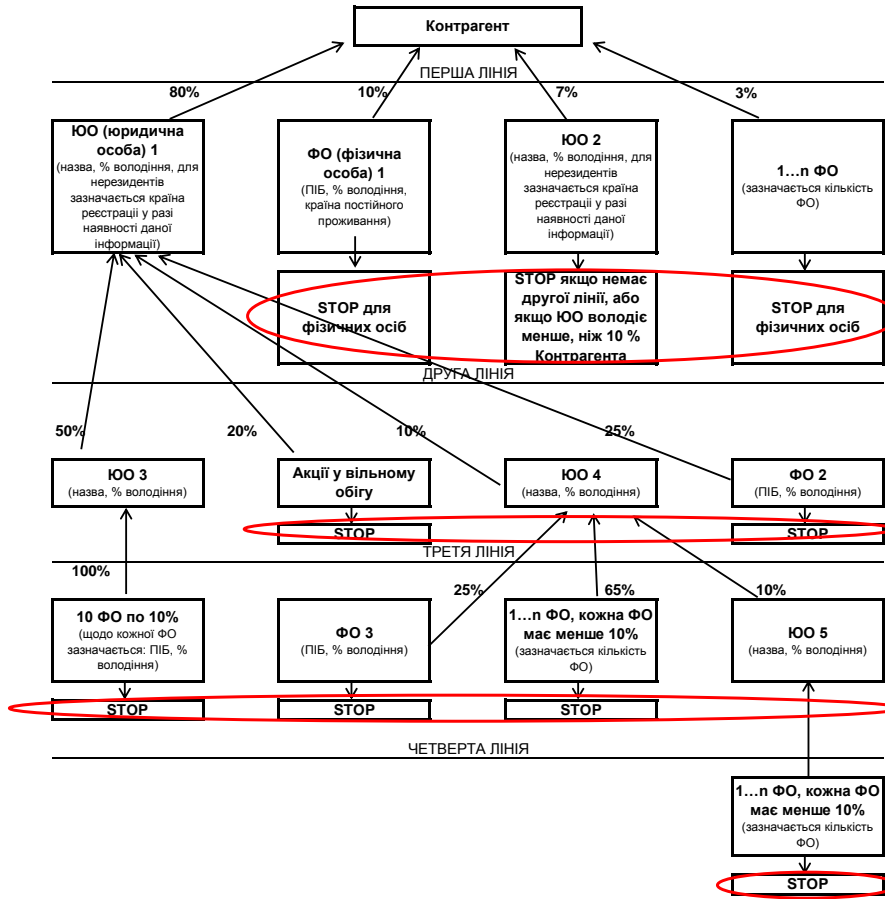 Контрагент
ПЕРША ЛІНІЯ
80%
10%
7%
3%
ЮО (юридична
особа) 1
(назва, % володіння, для
нерезидентів
зазначається країна
реєстрації у разі
наявності даної
інформації)
ФО (фізична
особа) 1
(ПІБ, % володіння,
країна постійного
проживання)
ЮО 2
(назва, % володіння, для
нерезидентів
зазначається країна
реєстрації у разі
наявності даної
інформації)
1…n ФО
(зазначається кількість
ФО)
STOP для
фізичних осіб
STOP якщо немає
другої лінії, або
якщо ЮО володіє
менше, ніж 10 %
Контрагента
STOP для
фізичних осіб
ДРУГА ЛІНІЯ
50%
20%
10%
25%
ЮО 3
(назва, % володіння)
Акції у вільному
обігу
ЮО 4
(назва, % володіння)
ФО 2
(ПІБ, % володіння)
STOP
STOP
ТРЕТЯ ЛІНІЯ
100%
25%
65%
10%
10 ФО по 10%
(щодо кожної ФО
зазначається: ПІБ, %
володіння)
ФО 3
(ПІБ, % володіння)
1…n ФО, кожна ФО
має менше 10%
(зазначається кількість
ФО)
ЮО 5
(назва, % володіння)
STOP
STOP
STOP
ЧЕТВЕРТА ЛІНІЯ
1…n ФО, кожна ФО
має менше 10%
(зазначається кількість
ФО)
STOP